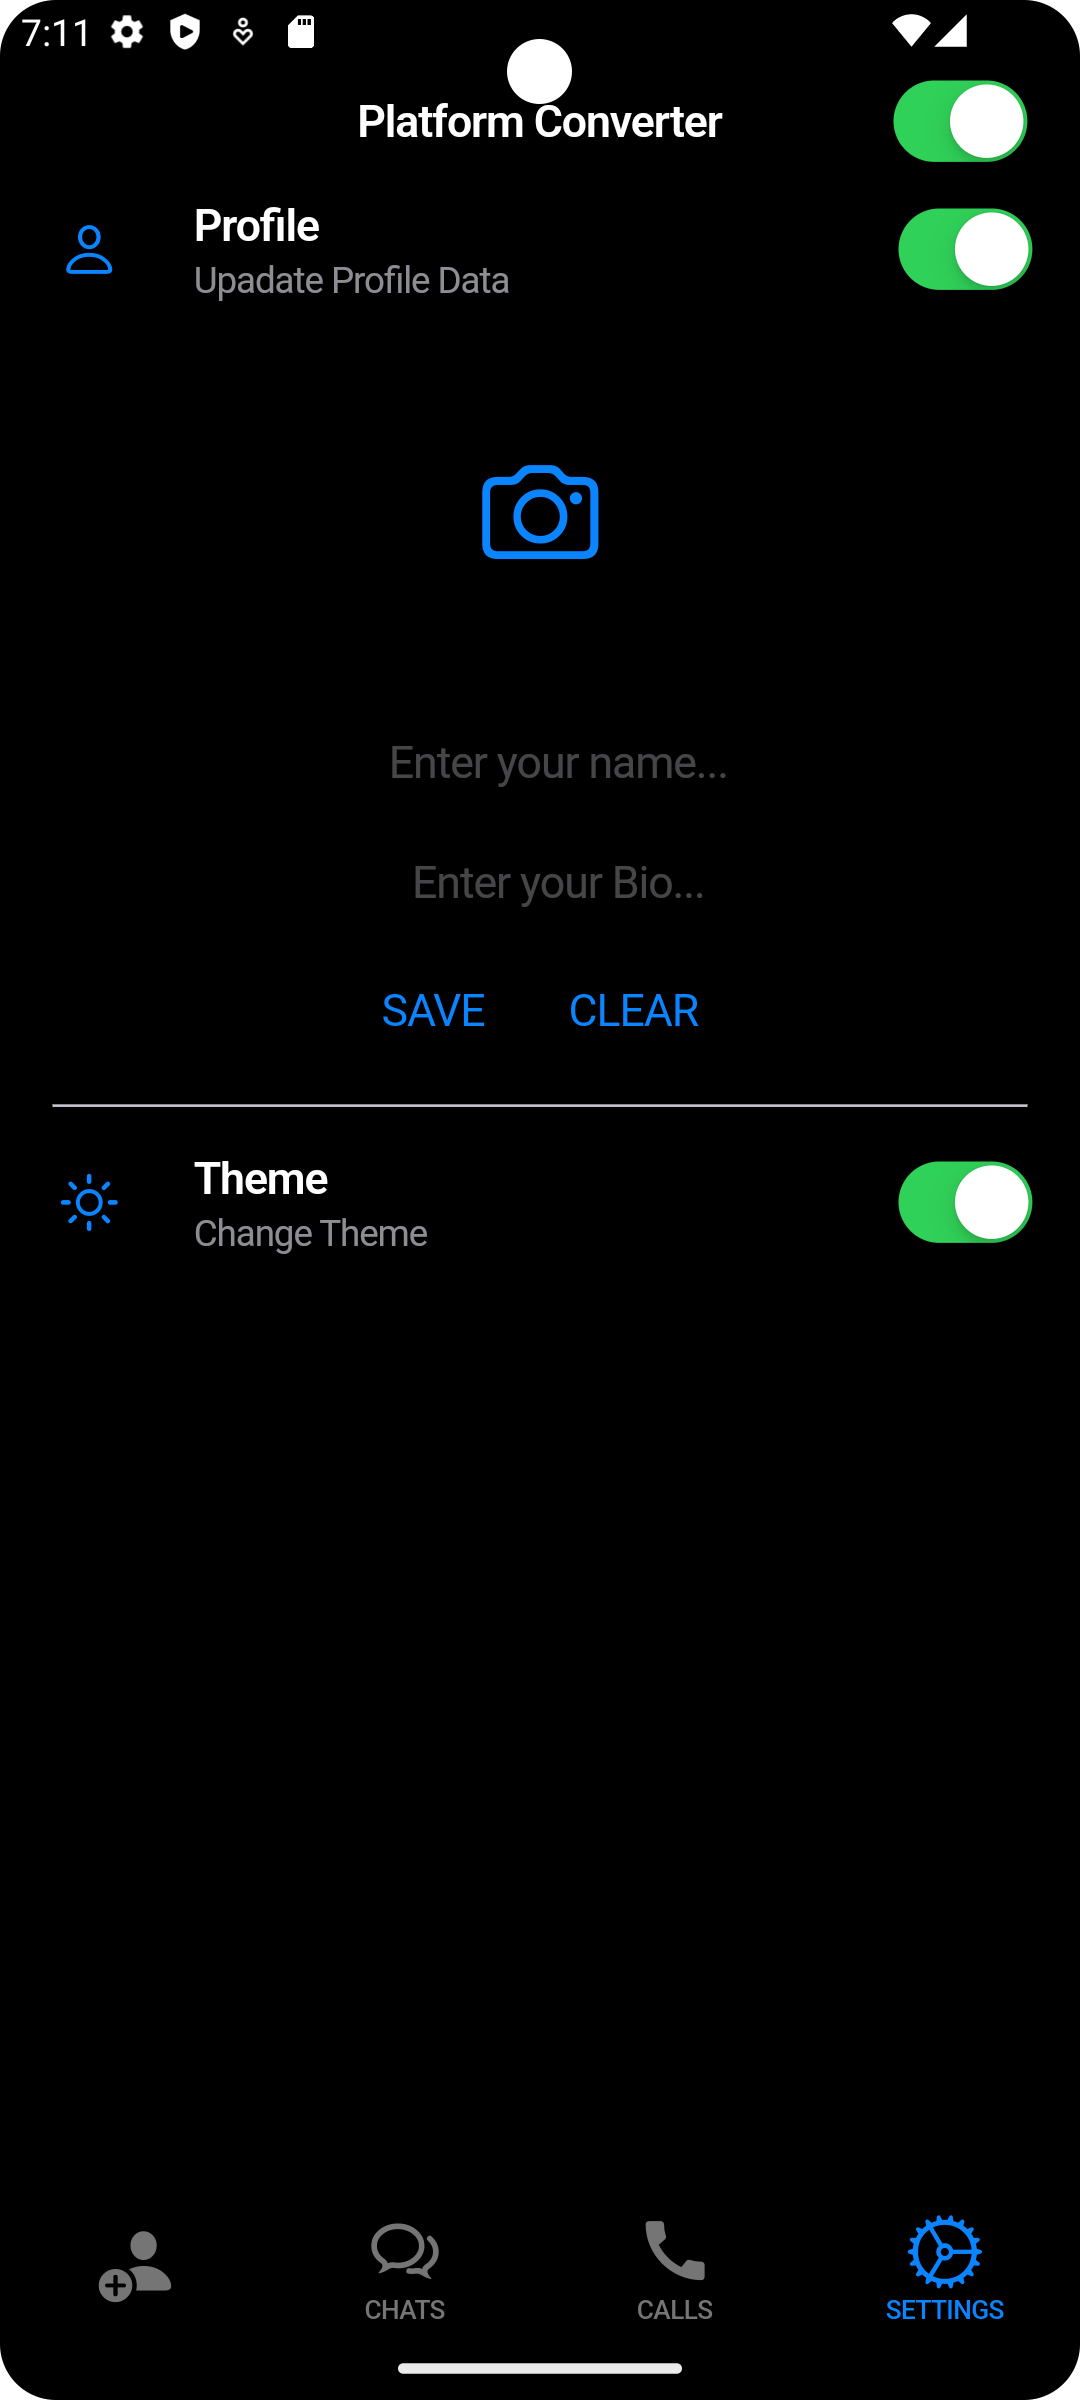 7:11
Platform Converter
Profile
Upadate Profile Data
Enter your name...
Enter your Bio...
SAVE CLEAR
Theme
Change Theme
CHATS CALLS SETTINGS